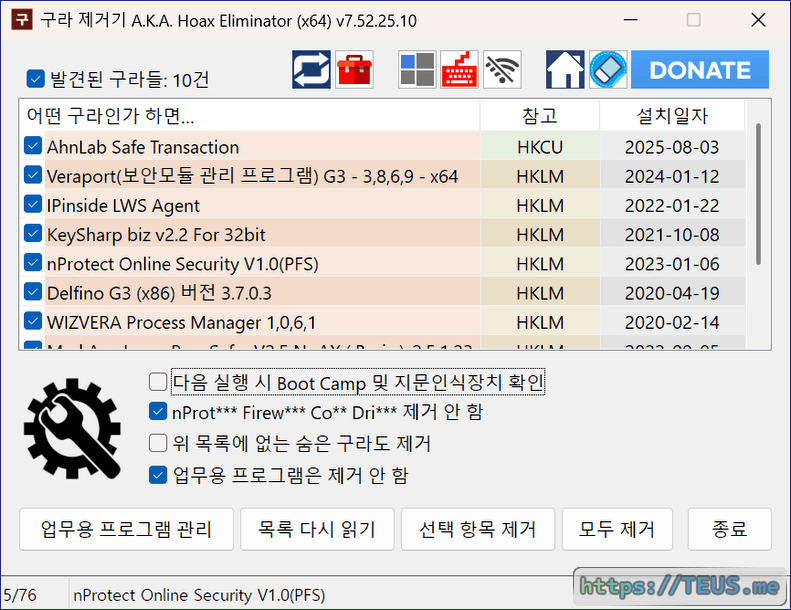 구 구라 제거기 A.K.A. Hoax Eliminator (x64) v7.52.25.10
발견된 구라들: 10건
DONATE
어떤 구라인가 하면... 참고 설치일자
AhnLab Safe Transaction HKCU 2025-08-03
Veraport(보안모듈 관리 프로그램) G3 - 3,8,6,9 - x64 HKLM 2024-01-12
IPinside LWS Agent HKLM 2022-01-22
KeySharp biz v2.2 For 32bit HKLM 2021-10-08
nProtect Online Security V1.0(PFS) HKLM 2023-01-06
Delfino G3 (x86) 버전 3.7.0.3 HKLM 2020-04-19
WIZVERA Process Manager 1,0,6,1 HKLM 2020-02-14
HKLM
다음 실행 시 Boot Camp 및 지문인식장치 확인
nProt*** Firew*** Co** Dri*** 제거 안 함
위 목록에 없는 숨은 구라도 제거
업무용 프로그램은 제거 안 함
업무용 프로그램 관리 목록 다시 읽기 선택 항목 제거 모두 제거 종료
5/76 nProtect Online Security V1.0(PFS)
https://TEUS.me